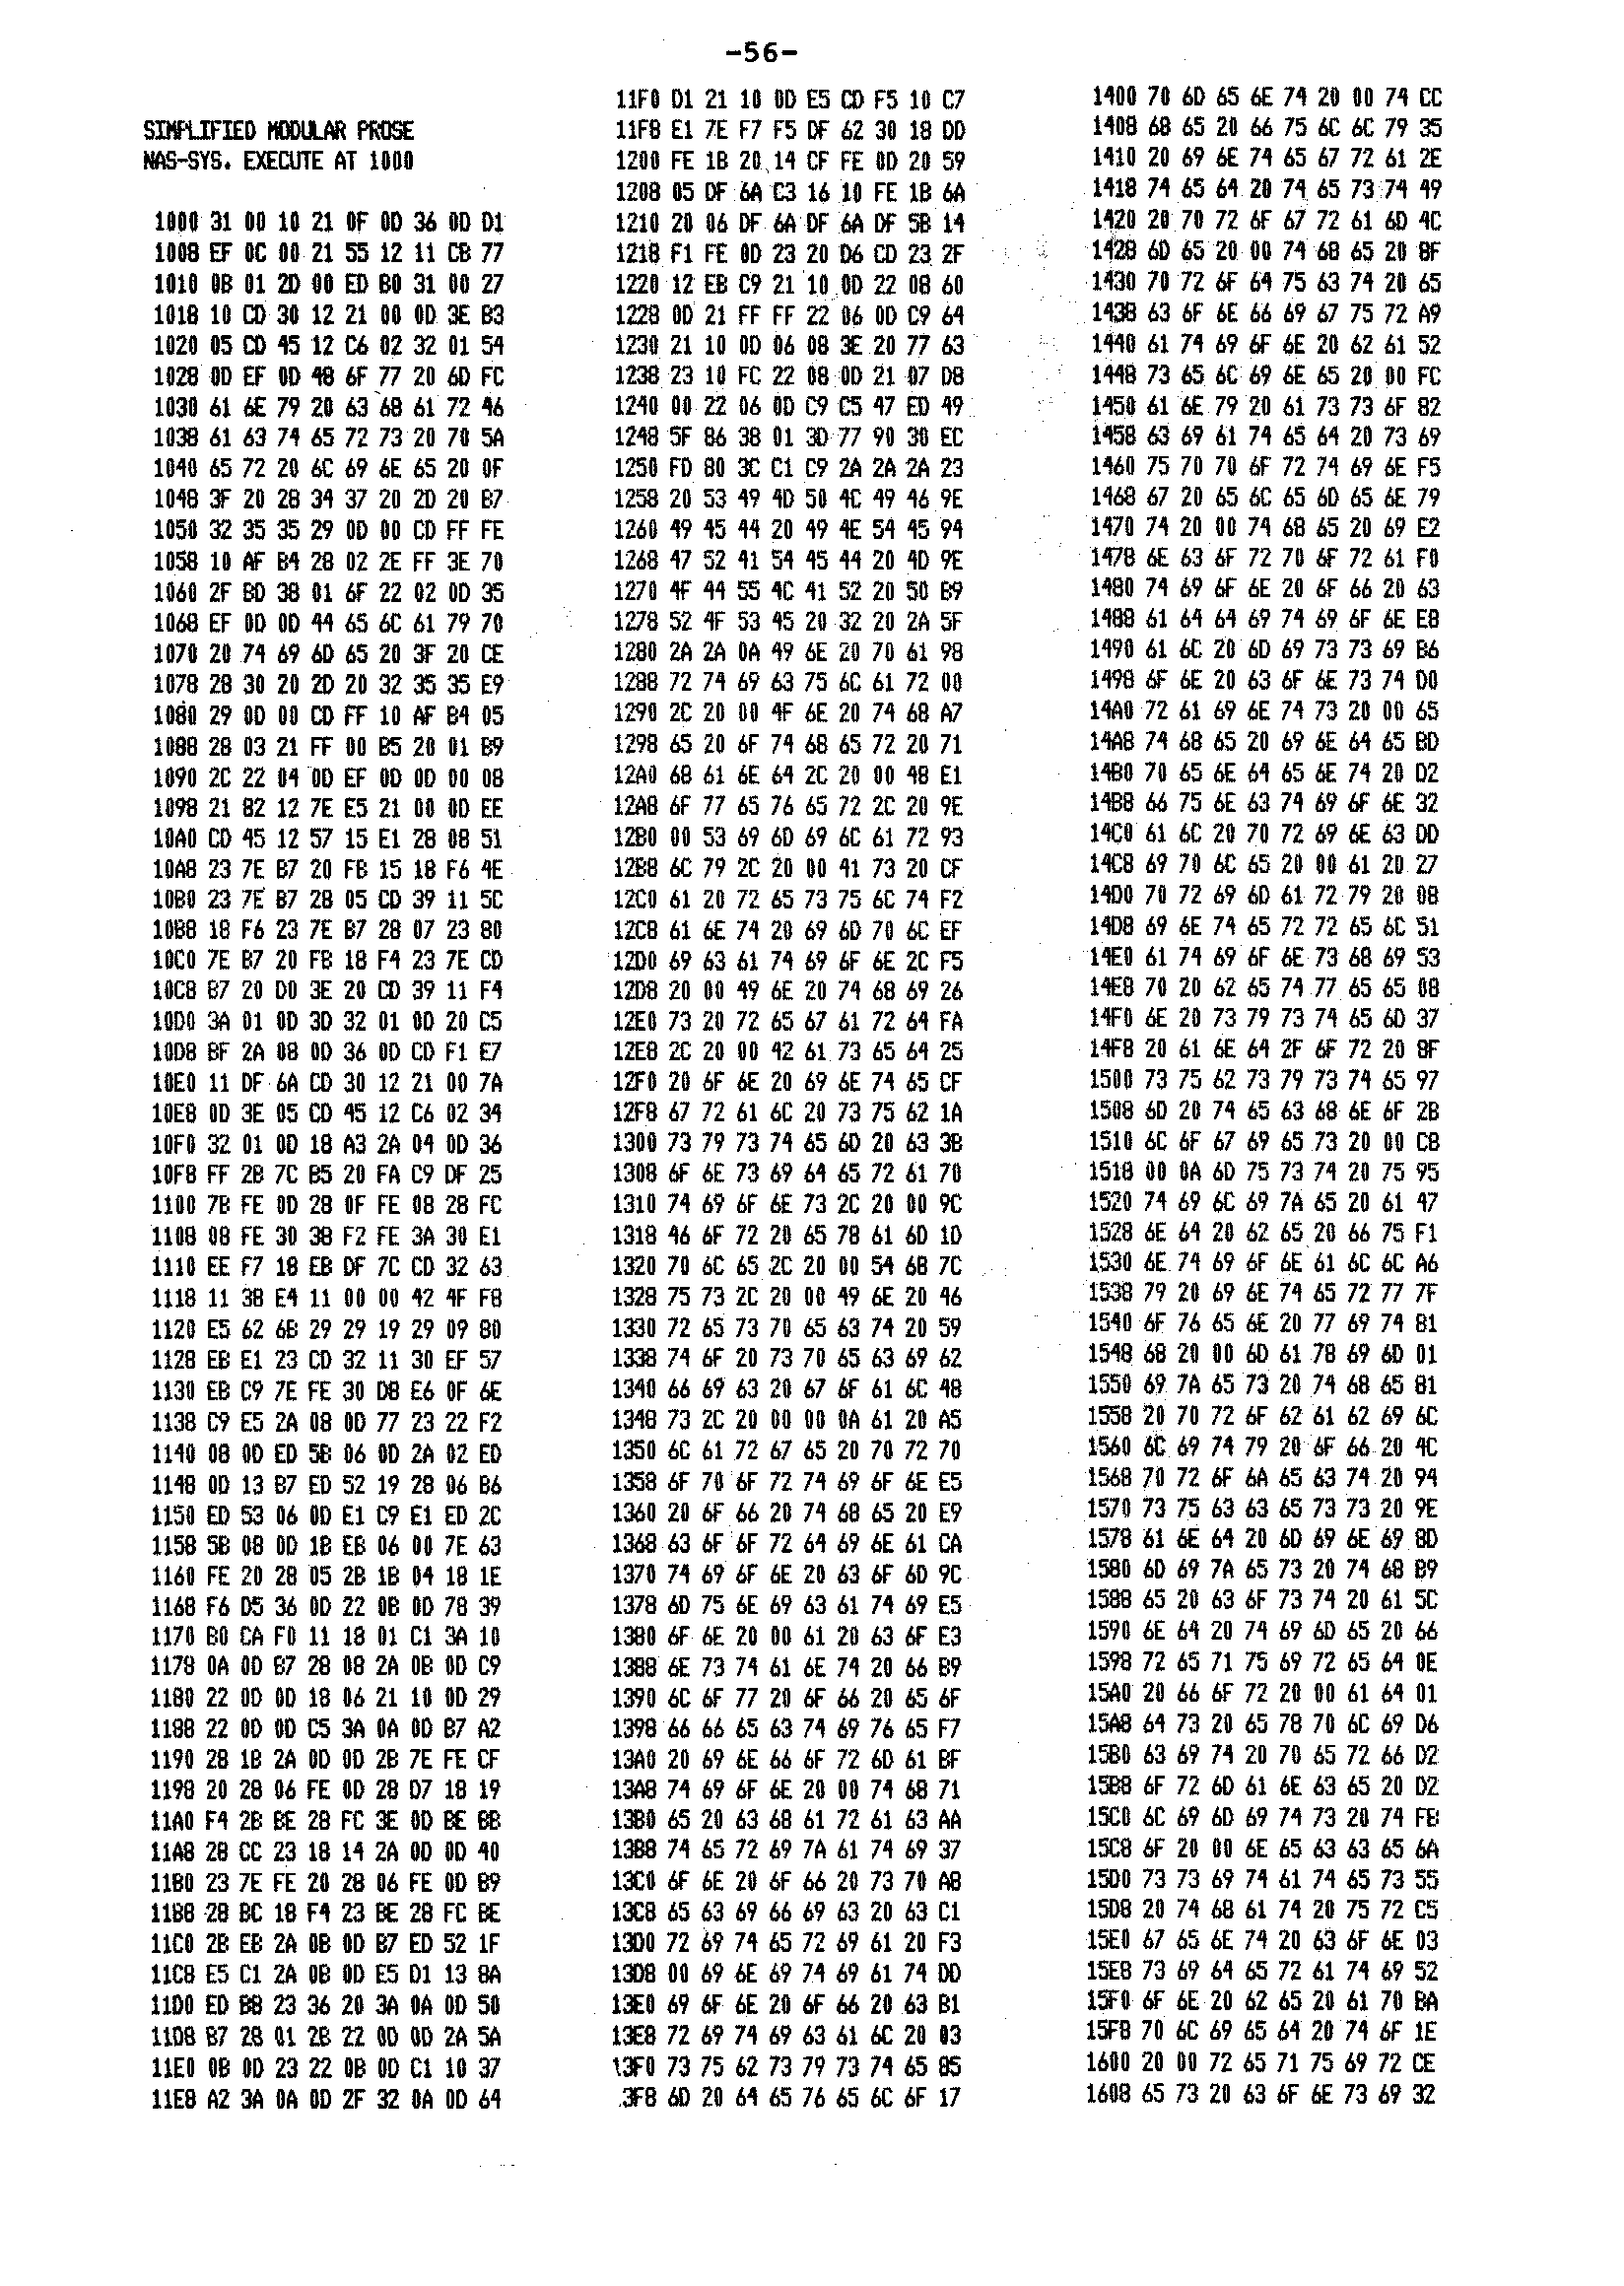 -56-
SIMPLIFIED MODULAR PROSE
NAS-SYS. EXECUTE AT 1000
1000 31 00 10 21 0F 0D 36 0D D1
1008 EF 0C 00 21 55 12 11 CB 77
1010 0B 01 2D 00 ED B0 31 00 27
1018 10 CD 30 12 21 00 0D 3E B3
1020 05 CD 45 12 C6 02 32 01 54
1028 0D EF 0D 48 6F 77 20 6D FC
1030 61 6E 79 20 63 68 61 72 46
1038 61 63 74 65 72 73 20 70 5A
1040 65 72 20 6C 69 6E 65 20 0F
1048 3F 20 28 34 37 20 2D 20 B7
1050 32 35 35 29 0D 00 CD FF FE
1058 10 AF B4 28 02 2E FF 3E 70
1060 2F BD 38 01 6F 22 02 0D 35
1068 EF 0D 0D 44 65 6C 61 79 70
1070 20 74 69 6D 65 20 3F 20 CE
1078 28 30 20 2D 20 32 35 35 E9
1080 29 0D 00 CD FF 10 AF B4 05
1088 28 03 21 FF 00 B5 20 01 B9
1090 2C 22 04 0D EF 0D 0D 00 08
1098 21 82 12 7E E5 21 00 0D EE
10A0 CD 45 12 57 15 E1 28 08 51
10A8 23 7E B7 20 FB 15 18 F6 4E
10B0 23 7E B7 28 05 CD 39 11 5C
10B8 18 F6 23 7E B7 28 07 23 80
10C0 7E B7 20 FB 18 F4 23 7E CD
10C8 B7 20 D0 3E 20 CD 39 11 F4
10D0 3A 01 0D 3D 32 01 0D 20 C5
10D8 BF 2A 08 0D 36 0D CD F1 E7
10E0 11 DF 6A CD 30 12 21 00 7A
10E8 0D 3E 05 CD 45 12 C6 02 34
10F0 32 01 0D 18 A3 2A 04 0D 36
10F8 FF 2B 7C B5 20 FA C9 DF 25
1100 7B FE 0D 28 0F FE 08 28 FC
1108 08 FE 30 38 F2 FE 3A 30 E1
1110 EE F7 18 EB DF 7C CD 32 63
1118 11 38 E4 11 00 00 42 4F F8
1120 E5 62 6B 29 29 19 29 09 80
1128 EB E1 23 CD 32 11 30 EF 57
1130 EB C9 7E FE 30 D8 E6 0F 6E
1138 C9 E5 2A 08 0D 77 23 22 F2
1140 08 0D ED 5B 06 0D 2A 02 ED
1148 0D 13 B7 ED 52 19 28 06 B6
1150 ED 53 06 0D E1 C9 E1 ED 2C
1158 5B 08 0D 1B EB 06 00 7E 63
1160 FE 20 28 05 2B 1B 04 18 1E
1168 F6 D5 36 0D 22 0B 0D 78 39
1170 B0 CA F0 11 18 01 C1 3A 10
1178 0A 0D B7 28 08 2A 0B 0D C9
1180 22 0D 0D 18 06 21 10 0D 29
1188 22 0D 0D C5 3A 0A 0D B7 A2
1190 28 1B 2A 0D 0D 2B 7E FE CF
1198 20 28 06 FE 0D 28 D7 18 19
11A0 F4 2B BE 28 FC 3E 0D BE BB
11A8 28 CC 23 18 14 2A 0D 0D 40
11B0 23 7E FE 20 28 06 FE 0D B9
11B8 28 BC 18 F4 23 BE 28 FC BE
11C0 2B EB 2A 0B 0D B7 ED 52 1F
11C8 E5 C1 2A 0B 0D E5 D1 13 8A
11D0 ED B8 23 36 20 3A 0A 0D 50
11D8 B7 28 01 2B 22 0D 0D 2A 5A
11E0 0B 0D 23 22 0B 0D C1 10 37
11E8 A2 3A 0A 0D 2F 32 0A 0D 64
11F0 D1 21 10 0D E5 CD F5 10 C7
11F8 E1 7E F7 F5 DF 62 30 18 DD
1200 FE 1B 20 14 CF FE 0D 20 59
1208 05 DF 6A C3 16 10 FE 1B 6A
1210 20 06 DF 6A DF 6A DF 5B 14
1218 F1 FE 0D 23 20 D6 CD 23 2F
1220 12 EB C9 21 10 0D 22 08 60
1228 0D 21 FF FF 22 06 0D C9 64
1230 21 10 0D 06 08 3E 20 77 63
1238 23 10 FC 22 08 0D 21 07 D8
1240 00 22 06 0D C9 C5 47 ED 49
1248 5F 86 38 01 3D 77 90 30 EC
1250 FD 80 3C C1 C9 2A 2A 2A 23
1258 20 53 49 4D 50 4C 49 46 9E
1260 49 45 44 20 49 4E 54 45 94
1268 47 52 41 54 45 44 20 4D 9E
1270 4F 44 55 4C 41 52 20 50 B9
1278 52 4F 53 45 20 32 20 2A 5F
1280 2A 2A 0A 49 6E 20 70 61 98
1288 72 74 69 63 75 6C 61 72 00
1290 2C 20 00 4F 6E 20 74 68 A7
1298 65 20 6F 74 68 65 72 20 71
12A0 68 61 6E 64 2C 20 00 48 E1
12A8 6F 77 65 76 65 72 2C 20 9E
12B0 00 53 69 6D 69 6C 61 72 93
12B8 6C 79 2C 20 00 41 73 20 CF
12C0 61 20 72 65 73 75 6C 74 F2
12C8 61 6E 74 20 69 6D 70 6C EF
12D0 69 63 61 74 69 6F 6E 2C F5
12D8 20 00 49 6E 20 74 68 69 26
12E0 73 20 72 65 67 61 72 64 FA
12E8 2C 20 00 42 61 73 65 64 25
12F0 20 6F 6E 20 69 6E 74 65 CF
12F8 67 72 61 6C 20 73 75 62 1A
1300 73 79 73 74 65 6D 20 63 3B
1308 6F 6E 73 69 64 65 72 61 70
1310 74 69 6F 6E 73 2C 20 00 9C
1318 46 6F 72 20 65 78 61 6D 1D
1320 70 6C 65 2C 20 00 54 68 7C
1328 75 73 2C 20 00 49 6E 20 46
1330 72 65 73 70 65 63 74 20 59
1338 74 6F 20 73 70 65 63 69 62
1340 66 69 63 20 67 6F 61 6C 48
1348 73 2C 20 00 00 0A 61 20 A5
1350 6C 61 72 67 65 20 70 72 70
1358 6F 70 6F 72 74 69 6F 6E E5
1360 20 6F 66 20 74 68 65 20 E9
1368 63 6F 6F 72 64 69 6E 61 CA
1370 74 69 6F 6E 20 63 6F 6D 9C
1378 6D 75 6E 69 63 61 74 69 E5
1380 6F 6E 20 00 61 20 63 6F E3
1388 6E 73 74 61 6E 74 20 66 B9
1390 6C 6F 77 20 6F 66 20 65 6F
1398 66 66 65 63 74 69 76 65 F7
13A0 20 69 6E 66 6F 72 6D 61 BF
13A8 74 69 6F 6E 20 00 74 68 71
13B0 65 20 63 68 61 72 61 63 AA
13B8 74 65 72 69 7A 61 74 69 37
13C0 6F 6E 20 6F 66 20 73 70 A8
13C8 65 63 69 66 69 63 20 63 C1
13D0 72 69 74 65 72 69 61 20 F3
13D8 00 69 6E 69 74 69 61 74 DD
13E0 69 6F 6E 20 6F 66 20 63 B1
13E8 72 69 74 69 63 61 6C 20 03
13F0 73 75 62 73 79 73 74 65 85
3F8 6D 20 64 65 76 65 6C 6F 17
1400 70 6D 65 6E 74 20 00 74 CC
1408 68 65 20 66 75 6C 6C 79 35
1410 20 69 6E 74 65 67 72 61 2E
1418 74 65 64 20 74 65 73 74 49
1420 20 70 72 6F 67 72 61 6D 4C
1428 6D 65 20 00 74 68 65 20 8F
1430 70 72 6F 64 75 63 74 20 65
1438 63 6F 6E 66 69 67 75 72 A9
1440 61 74 69 6F 6E 20 62 61 52
1448 73 65 6C 69 6E 65 20 00 FC
1450 61 6E 79 20 61 73 73 6F 82
1458 63 69 61 74 65 64 20 73 69
1460 75 70 70 6F 72 74 69 6E F5
1468 67 20 65 6C 65 6D 65 6E 79
1470 74 20 00 74 68 65 20 69 E2
1478 6E 63 6F 72 70 6F 72 61 F0
1480 74 69 6F 6E 20 6F 66 20 63
1488 61 64 64 69 74 69 6F 6E E8
1490 61 6C 20 6D 69 73 73 69 B6
1498 6F 6E 20 63 6F 6E 73 74 D0
14A0 72 61 69 6E 74 73 20 00 65
14A8 74 68 65 20 69 6E 64 65 BD
14B0 70 65 6E 64 65 6E 74 20 D2
14B8 66 75 6E 63 74 69 6F 6E 32
14C0 61 6C 20 70 72 69 6E 63 DD
14C8 69 70 6C 65 20 00 61 20 27
14D0 70 72 69 6D 61 72 79 20 08
14D8 69 6E 74 65 72 72 65 6C 51
14E0 61 74 69 6F 6E 73 68 69 53
14E8 70 20 62 65 74 77 65 65 08
14F0 6E 20 73 79 73 74 65 6D 37
14F8 20 61 6E 64 2F 6F 72 20 8F
1500 73 75 62 73 79 73 74 65 97
1508 6D 20 74 65 63 68 6E 6F 2B
1510 6C 6F 67 69 65 73 20 00 CB
1518 00 0A 6D 75 73 74 20 75 95
1520 74 69 6C 69 7A 65 20 61 47
1528 6E 64 20 62 65 20 66 75 F1
1530 6E 74 69 6F 6E 61 6C 6C A6
1538 79 20 69 6E 74 65 72 77 7F
1540 6F 76 65 6E 20 77 69 74 81
1548 68 20 00 6D 61 78 69 6D 01
1550 69 7A 65 73 20 74 68 65 81
1558 20 70 72 6F 62 61 62 69 6C
1560 6C 69 74 79 20 6F 66 20 4C
1568 70 72 6F 6A 65 63 74 20 94
1570 73 75 63 63 65 73 73 20 9E
1578 61 6E 64 20 6D 69 6E 69 8D
1580 6D 69 7A 65 73 20 74 68 B9
1588 65 20 63 6F 73 74 20 61 5C
1590 6E 64 20 74 69 6D 65 20 66
1598 72 65 71 75 69 72 65 64 0E
15A0 20 66 6F 72 20 00 61 64 01
15A8 64 73 20 65 78 70 6C 69 D6
15B0 63 69 74 20 70 65 72 66 D2
15B8 6F 72 6D 61 6E 63 65 20 D2
15C0 6C 69 6D 69 74 73 20 74 FB
15C8 6F 20 00 6E 65 63 63 65 6A
15D0 73 73 69 74 61 74 65 73 55
15D8 20 74 68 61 74 20 75 72 C5
15E0 67 65 6E 74 20 63 6F 6E 03
15E8 73 69 64 65 72 61 74 69 52
15F0 6F 6E 20 62 65 20 61 70 BA
15F8 70 6C 69 65 64 20 74 6F 1E
1600 20 00 72 65 71 75 69 72 CE
1608 65 73 20 63 6F 6E 73 69 32